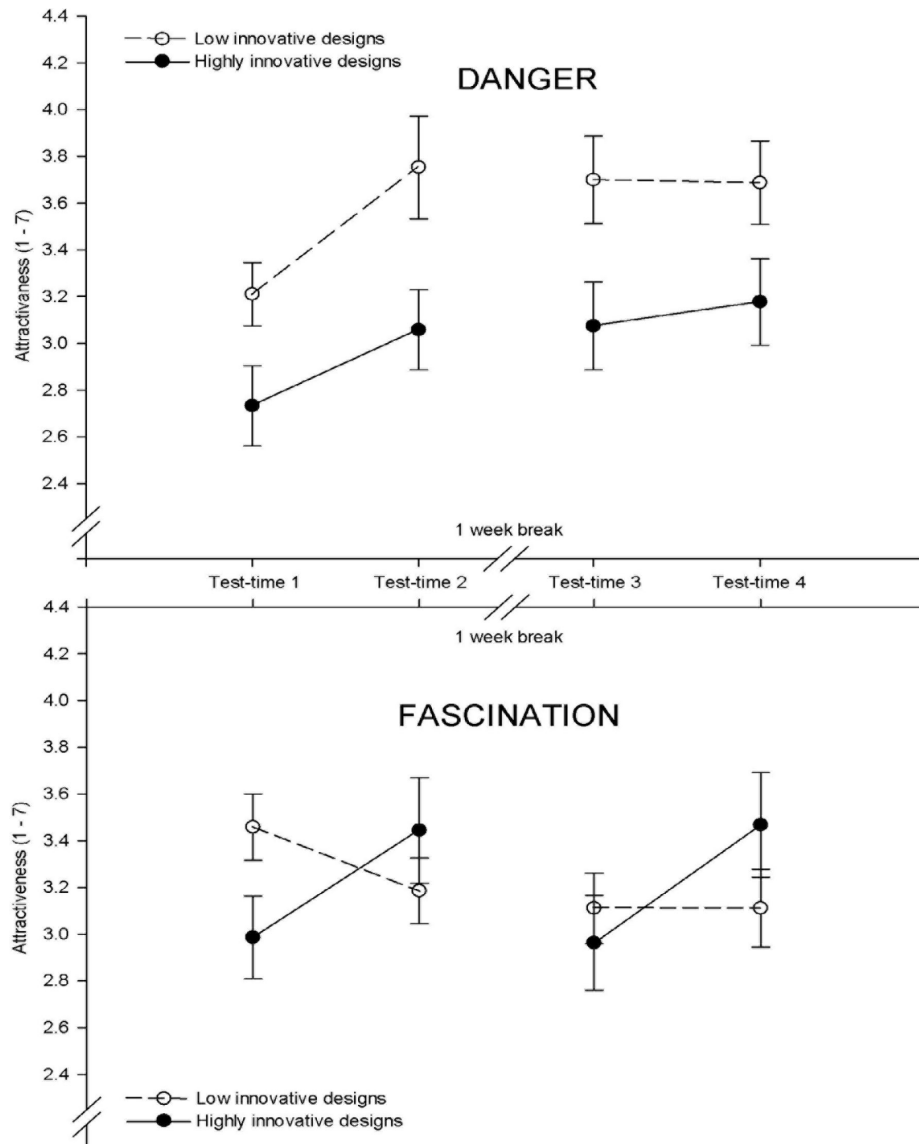 4.4
Low innovative designs
Highly innovative designs
4.2
DANGER
4.0
3.8
3.6
3.4
3.2
3.0
2.8
2.6
2.4
Attractivaness (1 - 7)
1 week break
Test-time 1 Test-time 2 Test-time 3 Test-time 4
4.4
1 week break
4.2
4.0
FASCINATION
3.8
3.6
3.4
3.2
3.0
2.8
2.6
2.4
Attractiveness (1 - 7)
Low innovative designs
Highly innovative designs